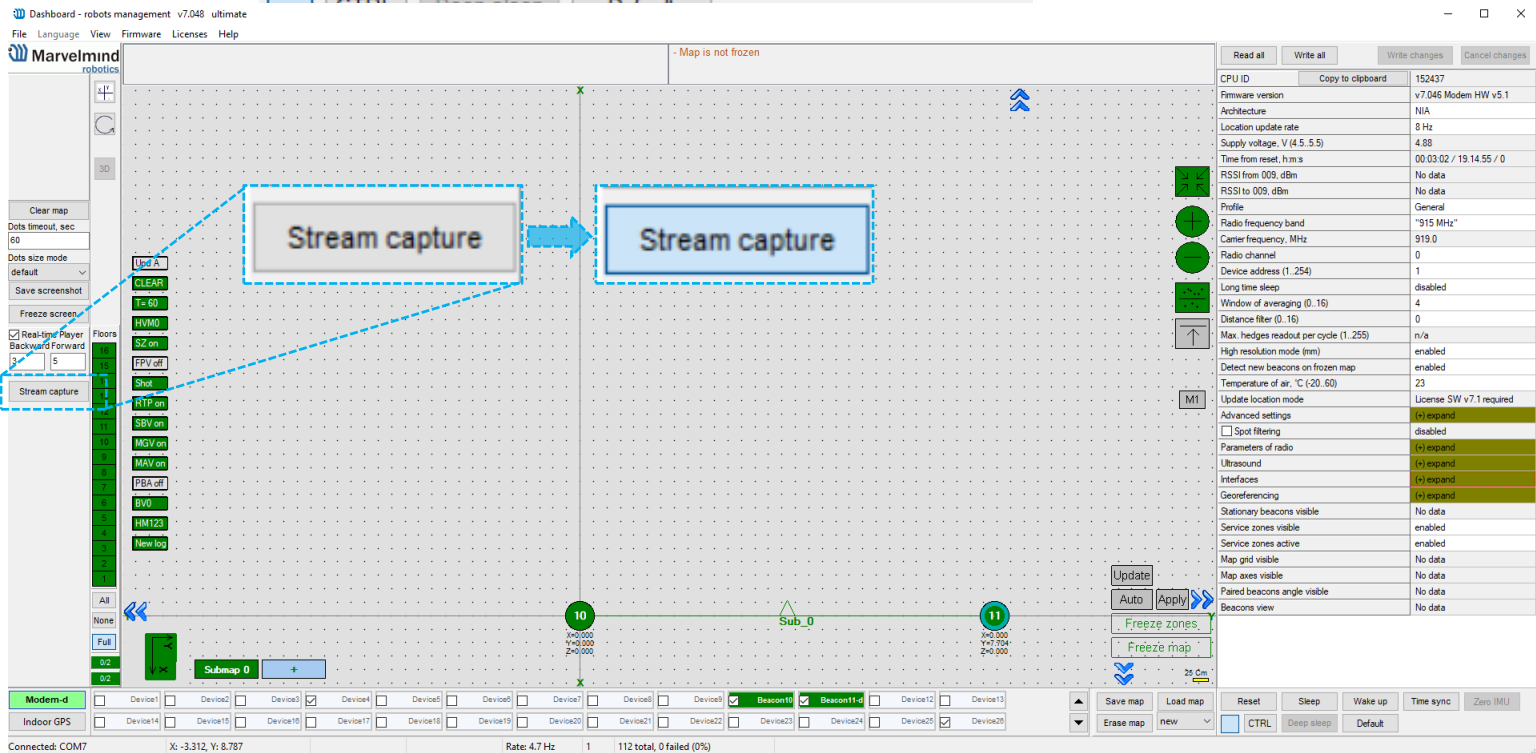 Dashboard - robots management v7.048 ultimate
File Language View Firmware Licenses Help
Marvelmind
robotics
- Map is not frozen
Read all Write all Write changes Cancel changes
CPU ID Copy to clipboard 152437
Firmware version v7.046 Modem HW v5.1
Architecture NIA
Location update rate 8 Hz
Supply voltage, V (4.5..5.5) 4.88
Time from reset, h:m:s 00:03:02 / 19.14.55 / 0
RSSI from 009, dBm No data
RSSI to 009, dBm No data
Profile General
Radio frequency band "915 MHz"
Carrier frequency, MHz 919.0
Radio channel 0
Device address (1..254) 1
Long time sleep disabled
Window of averaging (0..16) 4
Distance filter (0..16) 0
Max. hedges readout per cycle (1..255) n/a
High resolution mode (mm) enabled
Detect new beacons on frozen map enabled
Temperature of air, °C (-20..60) 23
Update location mode License SW v7.1 required
Advanced settings (+) expand
Spot filtering disabled
Parameters of radio (+) expand
Ultrasound (+) expand
Interfaces (+) expand
Georeferencing (+) expand
Stationary beacons visible No data
Service zones visible enabled
Service zones active enabled
Map grid visible No data
Map axes visible No data
Paired beacons angle visible No data
Beacons view No data
X
3D
Clear map
Dots timeout, sec
60
Dots size mode
default
Save screenshot
Freeze screen
Real-time Player
Backward Forward
3 5
Stream capture
Floors
16
15
12
11
10
9
8
7
6
5
4
3
2
1
All
None
Full
0/2
0/2
Stream capture
Stream capture
Upd A
CLEAR
T= 60
HVM0
SZ on
FPV off
Shot
RTP on
SBV on
MGV on
MAV on
PBA off
BV0
HM123
New log
M1
Update
Auto Apply
Freeze zones
Freeze map
25 Cm
Y
10
X=0.000
Y=0.000
Z=0.000
Sub_0
11
X=0.000
Y=7.704
Z=0.000
Y
X
Submap 0 +
X
Modem-d Device1 Device2 Device3 Device4 Device5 Device6 Device7 Device8 Device9 Beacon10 Beacon11-d Device12 Device13
Indoor GPS Device14 Device15 Device16 Device17 Device18 Device19 Device20 Device21 Device22 Device23 Device24 Device25 Device26
Save map Load map Reset Sleep Wake up Time sync Zero IMU
Erase map new CTRL Deep sleep Default
Connected: COM7 X: -3.312, Y: 8.787 Rate: 4.7 Hz 1 112 total, 0 failed (0%)